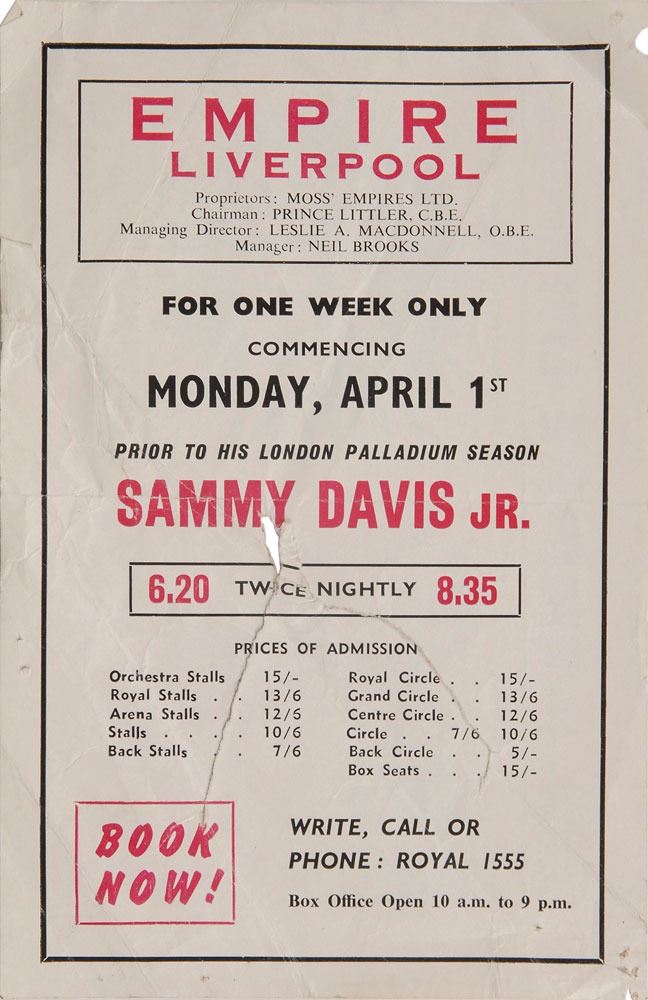 EMPIRE
LIVERPOOL
Proprietors: MOSS' EMPIRES LTD.
Chairman: PRINCE LITTLER, C.B.E.
Managing Director: LESLIE A. MACDONNELL, O.B.E.
Manager: NEIL BROOKS
FOR ONE WEEK ONLY
COMMENCING
MONDAY, APRIL 1ST
PRIOR TO HIS LONDON PALLADIUM SEASON
SAMMY DAVIS JR.
6.20 TWICE NIGHTLY 8.35
PRICES OF ADMISSION
Orchestra Stalls 15/-
Royal Stalls . . 13/6
Arena Stalls . . 12/6
Stalls . . . . 10/6
Back Stalls . . 7/6
Royal Circle . . 15/-
Grand Circle . . 13/6
Centre Circle . . 12/6
Circle . . 7/6 10/6
Back Circle . . 5/-
Box Seats . . . 15/-
BOOK
NOW!
WRITE, CALL OR
PHONE: ROYAL 1555
Box Office Open 10 a.m. to 9 p.m.